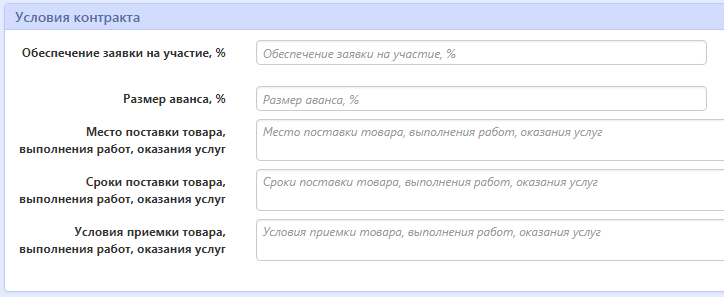 Условия контракта
Обеспечение заявки на участие, %
Обеспечение заявки на участие, %
Размер аванса, %
Размер аванса, %
Место поставки товара,
выполнения работ, оказания услуг
Место поставки товара, выполнения работ, оказания услуг
Сроки поставки товара,
выполнения работ, оказания услуг
Сроки поставки товара, выполнения работ, оказания услуг
Условия приемки товара,
выполнения работ, оказания услуг
Условия приемки товара, выполнения работ, оказания услуг